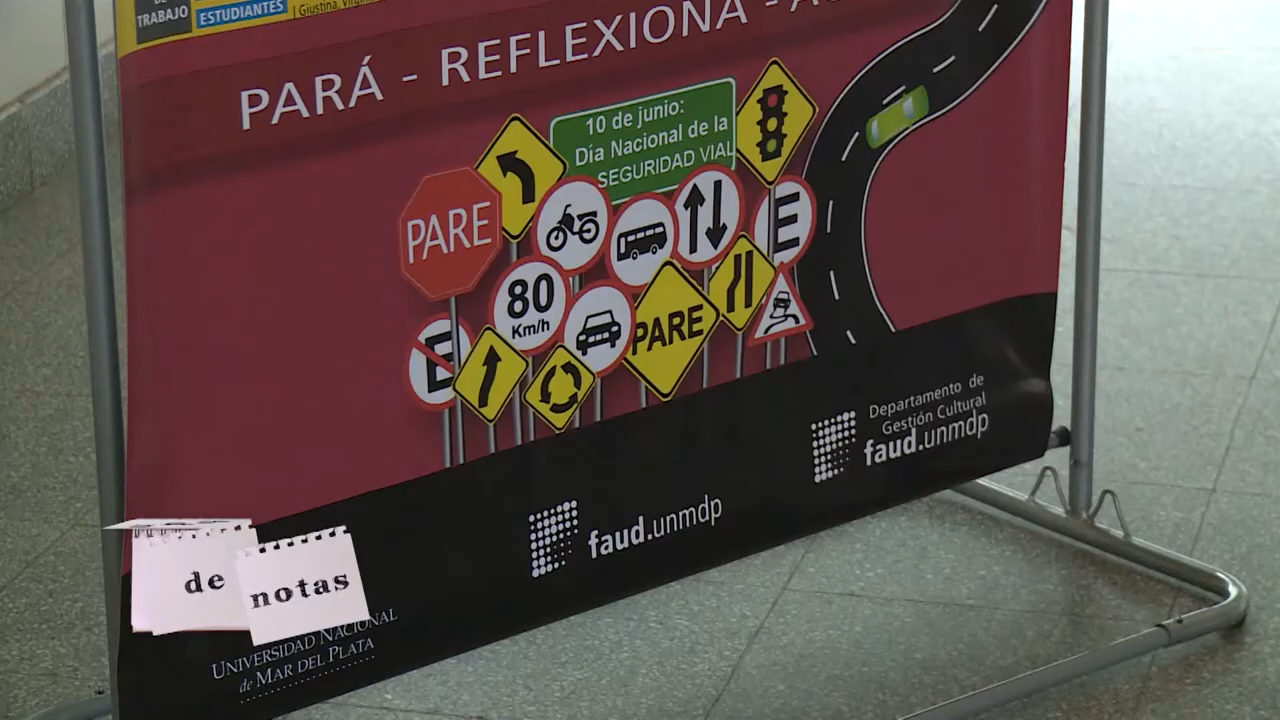 TRABAJO
ESTUDIANTES
Giustina,
PARÁ - REFLEXIONA -
10 de junio:
Día Nacional de la
SEGURIDAD VIAL
PARE
E
80
Km/h
PARE
E
Departamento de
Gestión Cultural
faud.unmdp
faud.unmdp
de
notas
UNIVERSIDAD NACIONAL
de MAR DEL PLATA